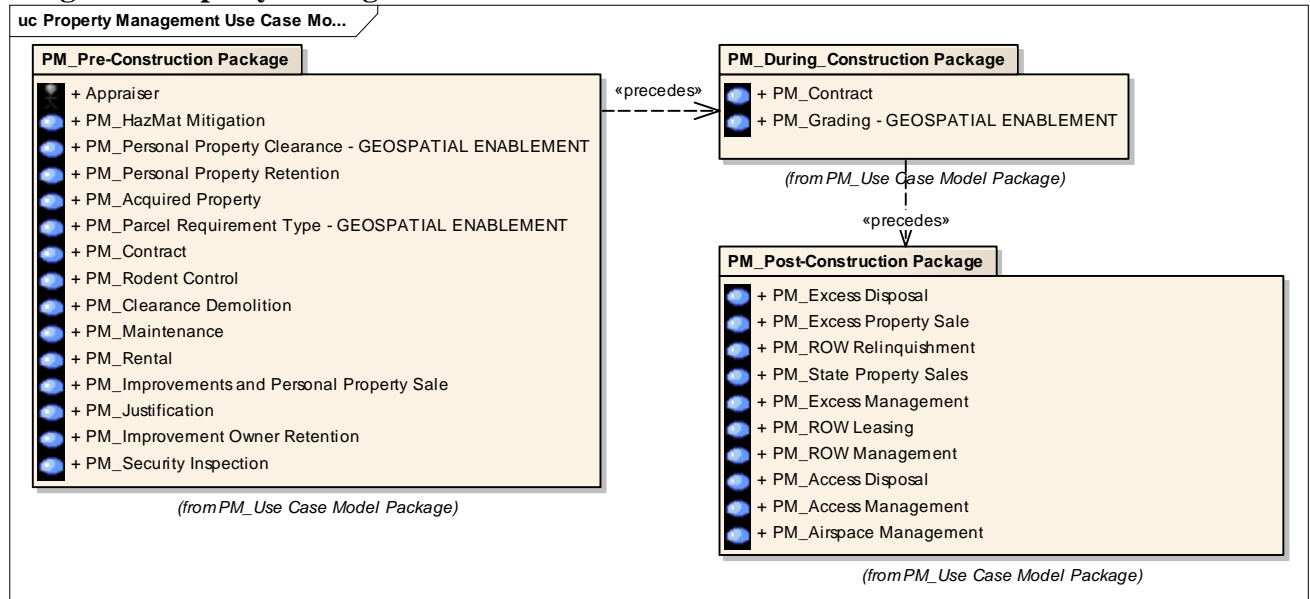 uc Property Management Use Case Mo...
PM_Pre-Construction Package
+ Appraiser
+ PM_HazMat Mitigation
+ PM_Personal Property Clearance - GEOSPATIAL ENABLEMENT
+ PM_Personal Property Retention
+ PM_Acquired Property
+ PM_Parcel Requirement Type - GEOSPATIAL ENABLEMENT
+ PM_Contract
+ PM_Rodent Control
+ PM_Clearance Demolition
+ PM_Maintenance
+ PM_Rental
+ PM_Improvements and Personal Property Sale
+ PM_Justification
+ PM_Improvement Owner Retention
+ PM_Security Inspection
(from PM_Use Case Model Package)
«precedes»
PM_During_Construction Package
+ PM_Contract
+ PM_Grading - GEOSPATIAL ENABLEMENT
(from PM_Use Case Model Package)
«precedes»
PM_Post-Construction Package
+ PM_Excess Disposal
+ PM_Excess Property Sale
+ PM_ROW Relinquishment
+ PM_State Property Sales
+ PM_Excess Management
+ PM_ROW Leasing
+ PM_ROW Management
+ PM_Access Disposal
+ PM_Access Management
+ PM_Airspace Management
(from PM_Use Case Model Package)